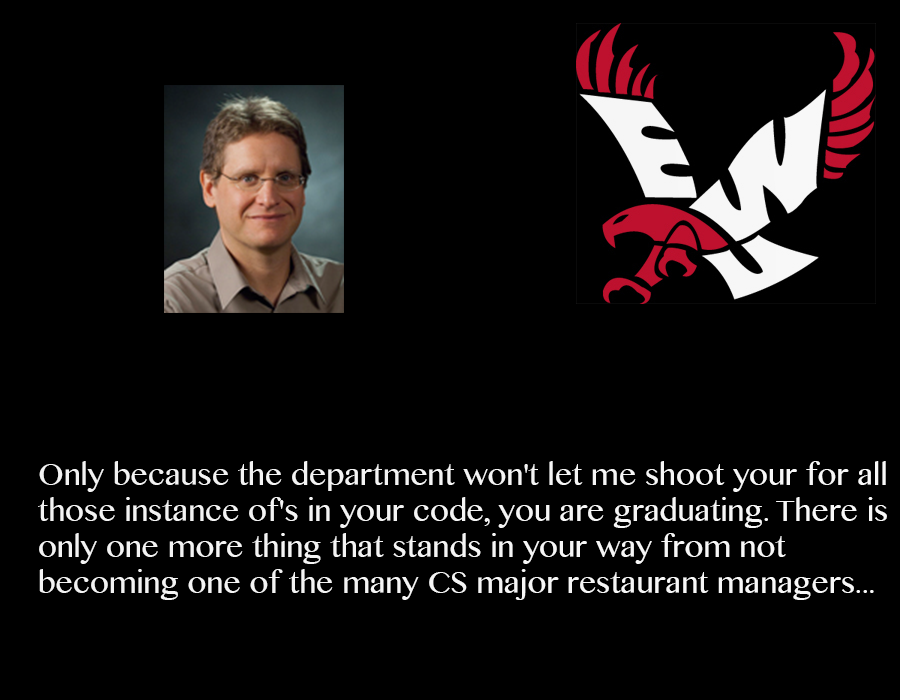 EWU
Only because the department won't let me shoot your for all
those instance of's in your code, you are graduating. There is
only one more thing that stands in your way from not
becoming one of the many CS major restaurant managers...